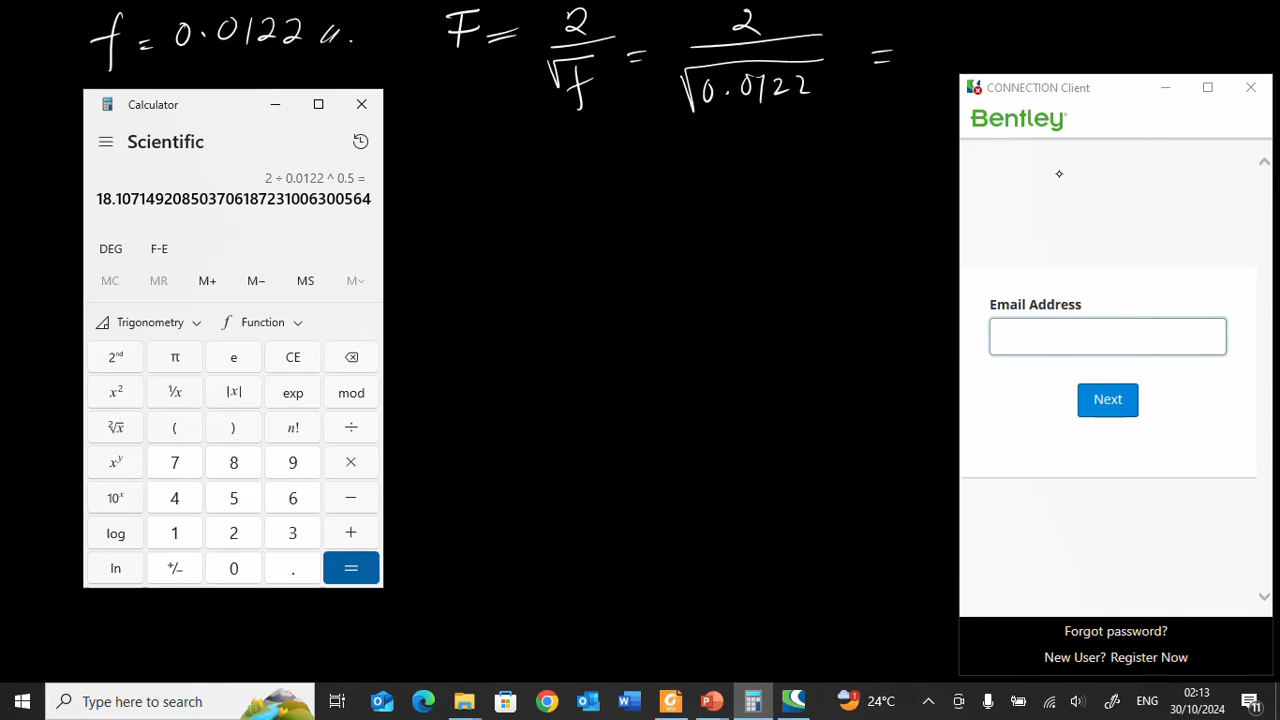 f = 0.0122 u. F = 2/√f = 2/√0.0122 =
Calculator
CONNECTION Client
Bentley
Scientific
2 ÷ 0.0122 ^ 0.5 =
18.107149208503706187231006300564
DEG F-E
MC MR M+ M− MS M˅
Trigonometry f Function
2ⁿᵈ π e CE
x² ¹/x |x| exp mod
²√x ( ) n! ÷
xʸ 7 8 9 ×
10ˣ 4 5 6 −
log 1 2 3 +
ln +/− 0 . =
Email Address
Next
Forgot password?
New User? Register Now
Type here to search
24°C
ENG
02:13
30/10/2024
11